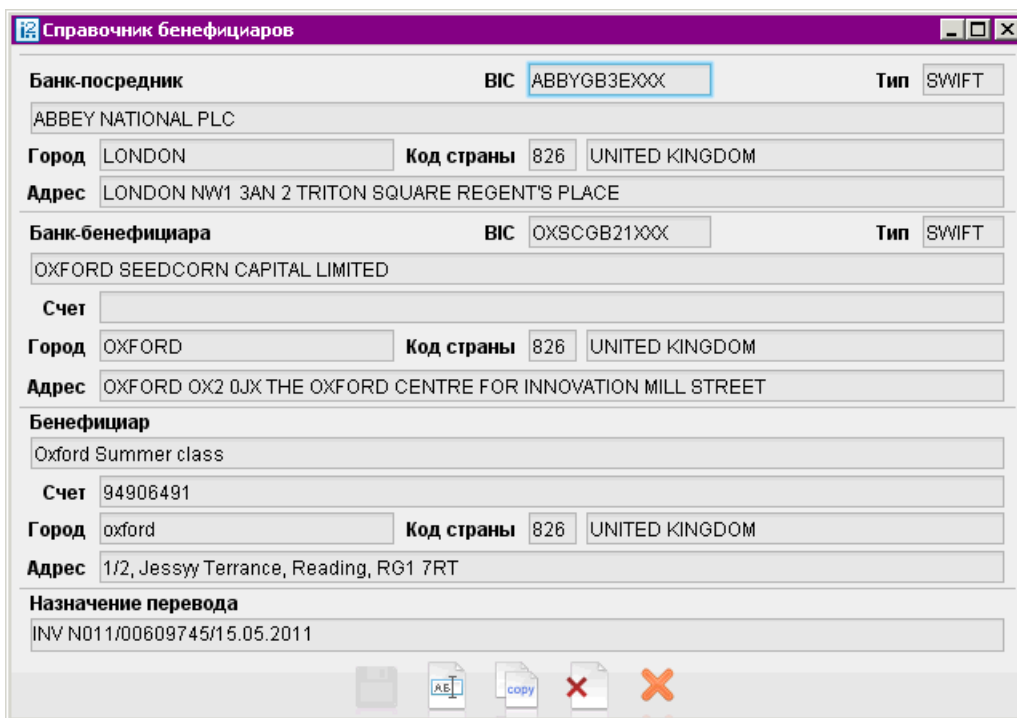 Справочник бенефициаров
Банк-посредник BIC ABBYGB3EXXX Тип SWIFT
ABBEY NATIONAL PLC
Город LONDON Код страны 826 UNITED KINGDOM
Адрес LONDON NW1 3AN 2 TRITON SQUARE REGENT'S PLACE
Банк-бенефициара BIC OXSCGB21XXX Тип SWIFT
OXFORD SEEDCORN CAPITAL LIMITED
Счет
Город OXFORD Код страны 826 UNITED KINGDOM
Адрес OXFORD OX2 0JX THE OXFORD CENTRE FOR INNOVATION MILL STREET
Бенефициар
Oxford Summer class
Счет 94906491
Город oxford Код страны 826 UNITED KINGDOM
Адрес 1/2, Jessyy Terrance, Reading, RG1 7RT
Назначение перевода
INV N011/00609745/15.05.2011
АБ copy